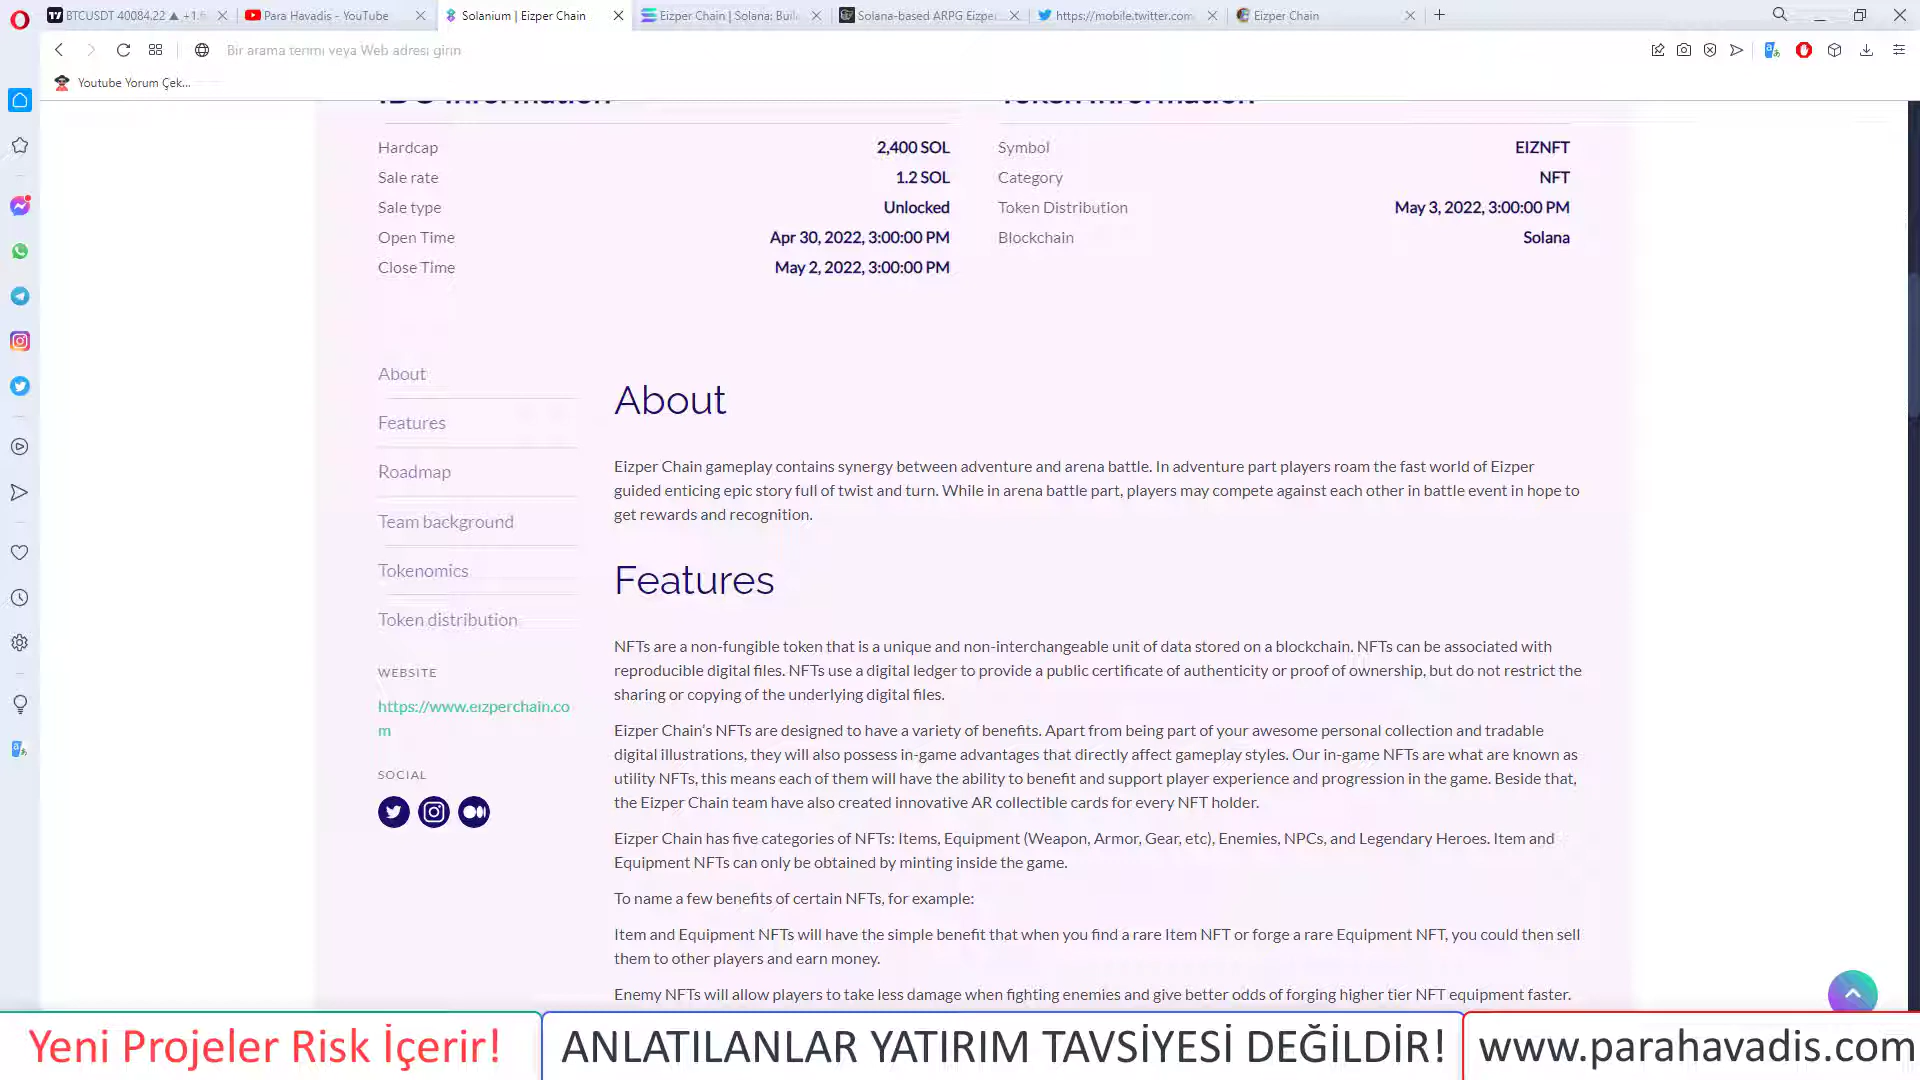 BTCUSDT 40084.22 ▲ +1.6
Para Havadis - YouTube
Solanium | Eizper Chain
Eizper Chain | Solana: Buil
Solana-based ARPG Eizpe
https://mobile.twitter.com
Eizper Chain
Bir arama terimi veya Web adresi girin
Youtube Yorum Çek...
IDO Information
Token Information
Hardcap 2,400 SOL
Sale rate 1.2 SOL
Sale type Unlocked
Open Time Apr 30, 2022, 3:00:00 PM
Close Time May 2, 2022, 3:00:00 PM
Symbol EIZNFT
Category NFT
Token Distribution May 3, 2022, 3:00:00 PM
Blockchain Solana
About
Features
Roadmap
Team background
Tokenomics
Token distribution
WEBSITE
https://www.eizperchain.co
m
SOCIAL
About
Eizper Chain gameplay contains synergy between adventure and arena battle. In adventure part players roam the fast world of Eizper
guided enticing epic story full of twist and turn. While in arena battle part, players may compete against each other in battle event in hope to
get rewards and recognition.
Features
NFTs are a non-fungible token that is a unique and non-interchangeable unit of data stored on a blockchain. NFTs can be associated with
reproducible digital files. NFTs use a digital ledger to provide a public certificate of authenticity or proof of ownership, but do not restrict the
sharing or copying of the underlying digital files.
Eizper Chain's NFTs are designed to have a variety of benefits. Apart from being part of your awesome personal collection and tradable
digital illustrations, they will also possess in-game advantages that directly affect gameplay styles. Our in-game NFTs are what are known as
utility NFTs, this means each of them will have the ability to benefit and support player experience and progression in the game. Beside that,
the Eizper Chain team have also created innovative AR collectible cards for every NFT holder.
Eizper Chain has five categories of NFTs: Items, Equipment (Weapon, Armor, Gear, etc), Enemies, NPCs, and Legendary Heroes. Item and
Equipment NFTs can only be obtained by minting inside the game.
To name a few benefits of certain NFTs, for example:
Item and Equipment NFTs will have the simple benefit that when you find a rare Item NFT or forge a rare Equipment NFT, you could then sell
them to other players and earn money.
Enemy NFTs will allow players to take less damage when fighting enemies and give better odds of forging higher tier NFT equipment faster.
Yeni Projeler Risk İçerir!
ANLATILANLAR YATIRIM TAVSİYESİ DEĞİLDİR!
www.parahavadis.com